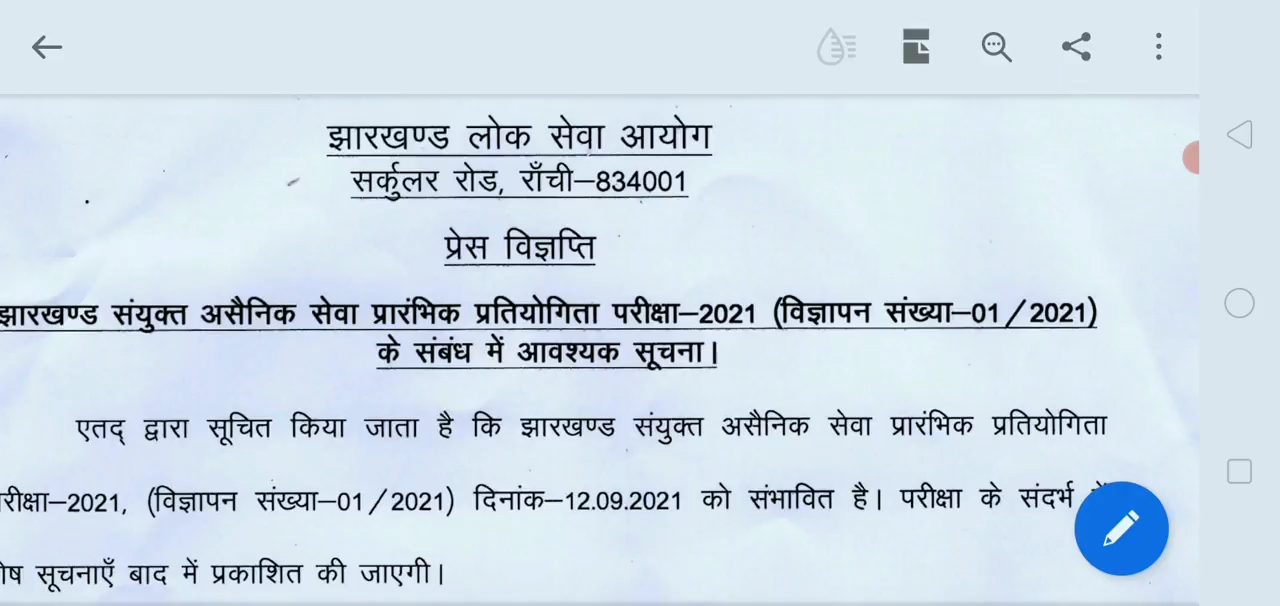 झारखण्ड लोक सेवा आयोग
सर्कुलर रोड, राँची–834001
प्रेस विज्ञप्ति
झारखण्ड संयुक्त असैनिक सेवा प्रारंभिक प्रतियोगिता परीक्षा–2021 (विज्ञापन संख्या–01/2021)
के संबंध में आवश्यक सूचना।
एतद् द्वारा सूचित किया जाता है कि झारखण्ड संयुक्त असैनिक सेवा प्रारंभिक प्रतियोगिता
रीक्षा–2021, (विज्ञापन संख्या–01/2021) दिनांक–12.09.2021 को संभावित है। परीक्षा के संदर्भ
सूचनाएँ बाद में प्रकाशित की जाएगी।